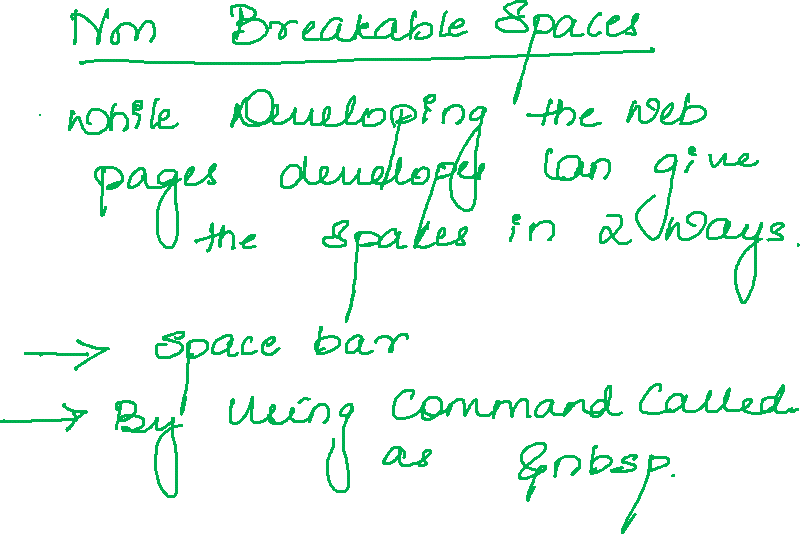 Non Breakable Spaces
While Developing the Web
pages developer can give
the spaces in 2 ways.
→ Space bar
→ By Using Command Called
as &nbsp.